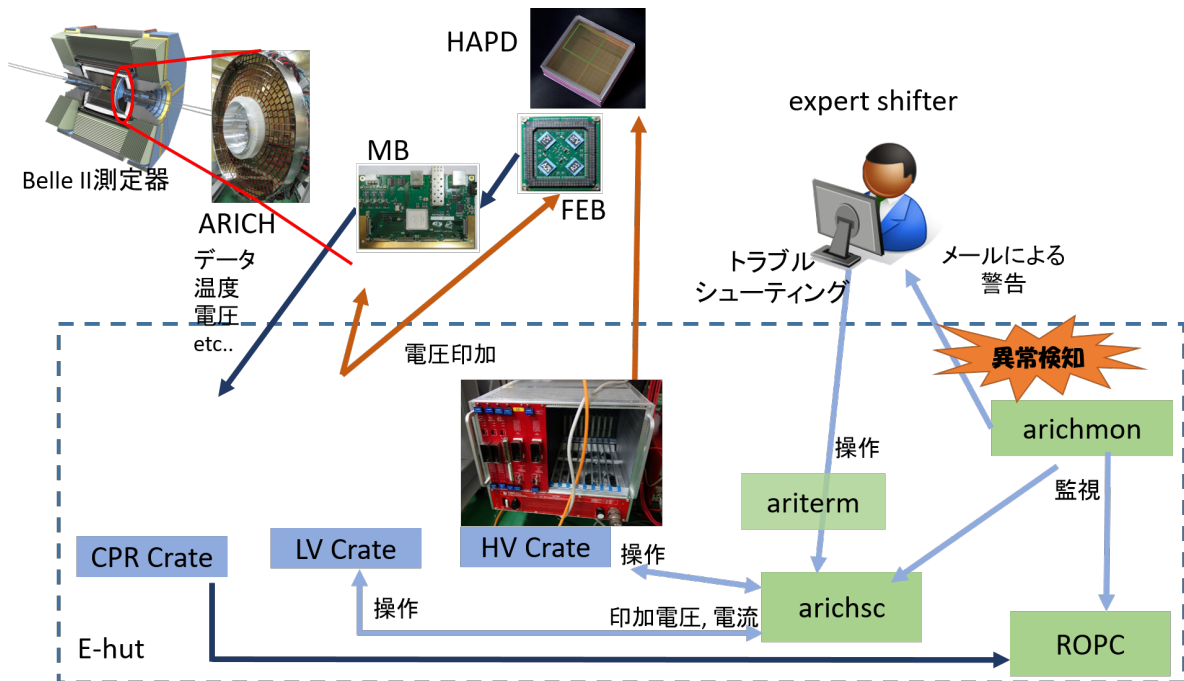 HAPD
expert shifter
MB
Belle II測定器
FEB
ARICH
データ
温度
電圧
etc..
トラブル
シューティング
メールによる
警告
電圧印加
異常検知
arichmon
操作
監視
ariterm
CPR Crate
LV Crate
HV Crate
操作
操作
印加電圧, 電流
arichsc
E-hut
ROPC